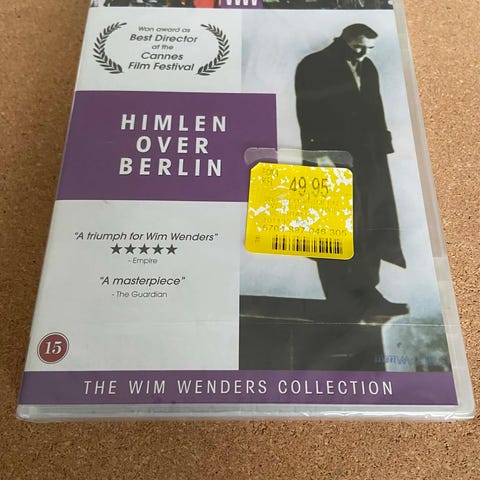 Won award as
Best Director
at the
Cannes
Film Festival
HIMLEN
OVER
BERLIN
49.95
"A triumph for Wim Wenders"
★★★★★
- Empire
"A masterpiece"
- The Guardian
15
THE WIM WENDERS COLLECTION